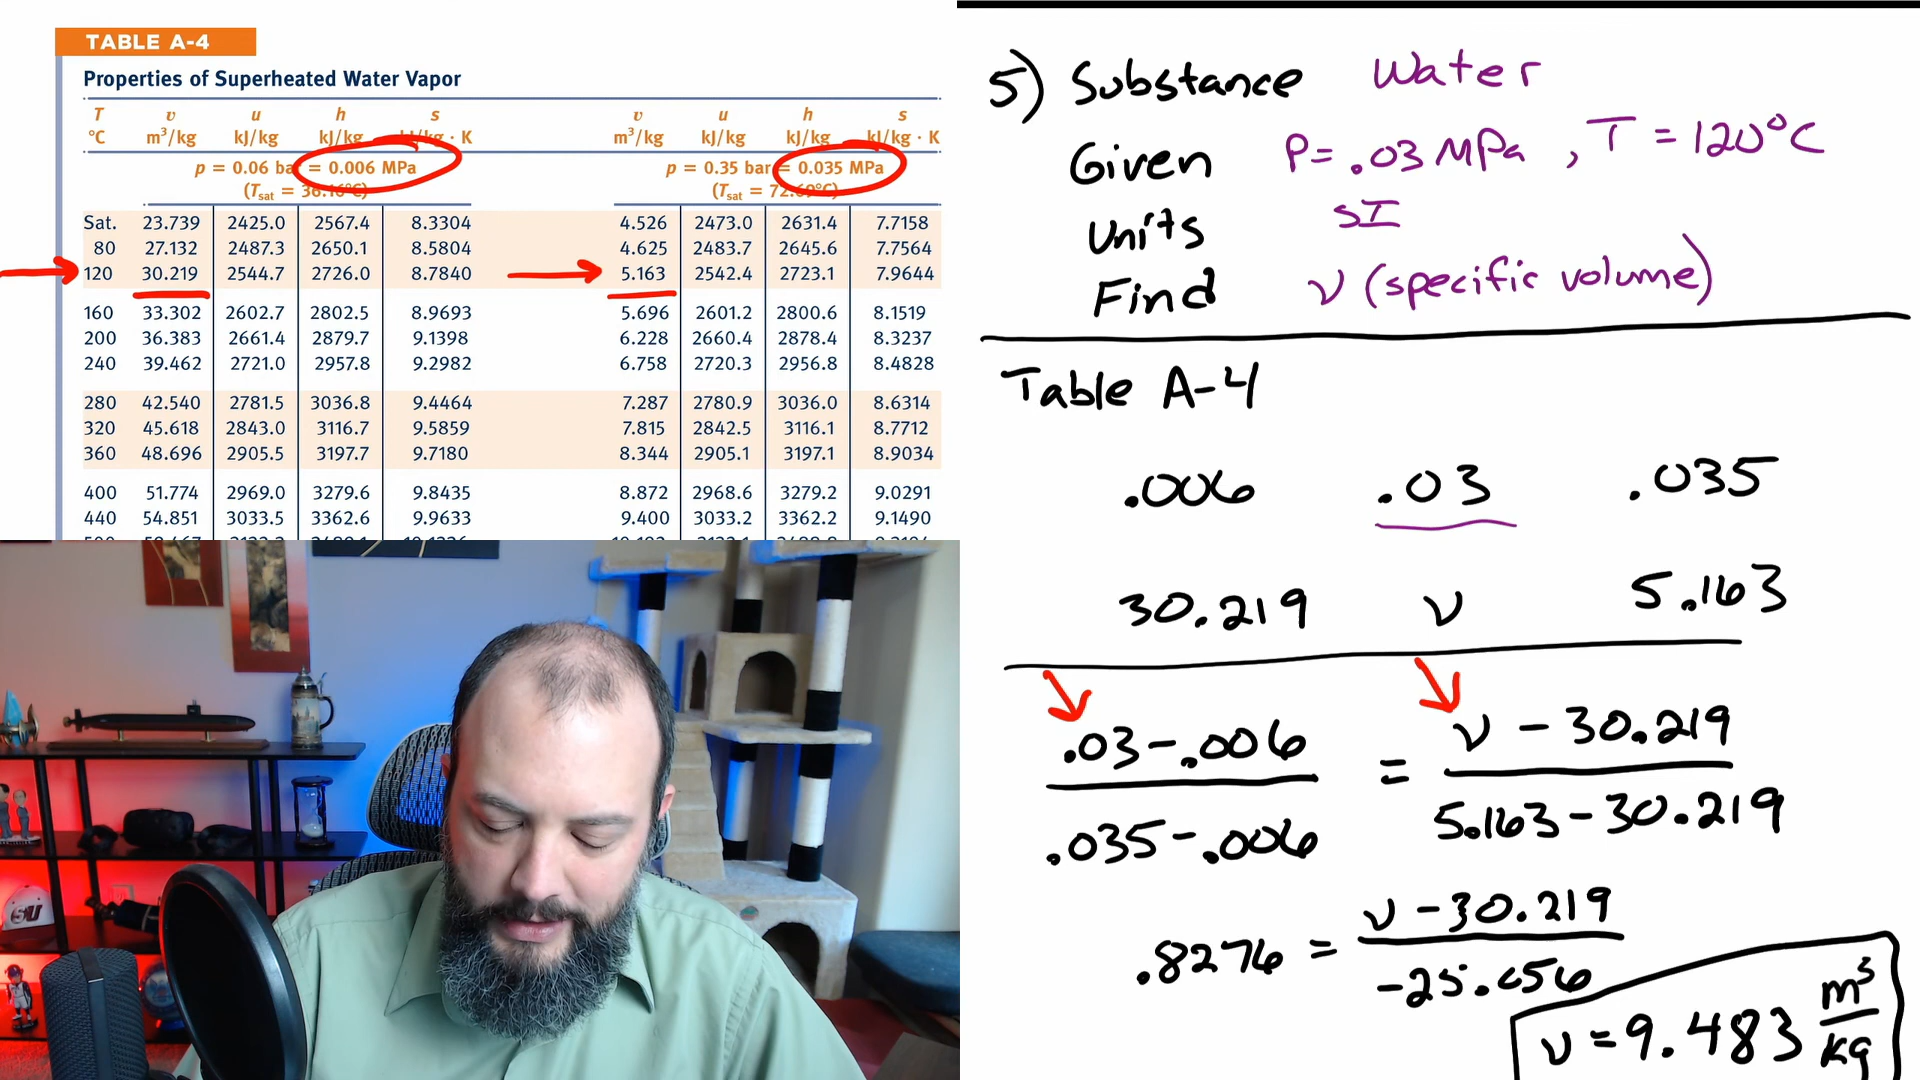 TABLE A-4
Properties of Superheated Water Vapor
T v u h s v u h s
°C m³/kg kJ/kg kJ/kg kJ/kg · K m³/kg kJ/kg kJ/kg kJ/kg · K
p = 0.06 bar = 0.006 MPa p = 0.35 bar = 0.035 MPa
(Tsat = 36.16°C) (Tsat = 72.69°C)
Sat. 23.739 2425.0 2567.4 8.3304 4.526 2473.0 2631.4 7.7158
80 27.132 2487.3 2650.1 8.5804 4.625 2483.7 2645.6 7.7564
120 30.219 2544.7 2726.0 8.7840 5.163 2542.4 2723.1 7.9644
160 33.302 2602.7 2802.5 8.9693 5.696 2601.2 2800.6 8.1519
200 36.383 2661.4 2879.7 9.1398 6.228 2660.4 2878.4 8.3237
240 39.462 2721.0 2957.8 9.2982 6.758 2720.3 2956.8 8.4828
280 42.540 2781.5 3036.8 9.4464 7.287 2780.9 3036.0 8.6314
320 45.618 2843.0 3116.7 9.5859 7.815 2842.5 3116.1 8.7712
360 48.696 2905.5 3197.7 9.7180 8.344 2905.1 3197.1 8.9034
400 51.774 2969.0 3279.6 9.8435 8.872 2968.6 3279.2 9.0291
440 54.851 3033.5 3362.6 9.9633 9.400 3033.2 3362.2 9.1490
5) Substance Water
Given P= .03 MPa , T = 120°C
Units SI
Find ν (specific volume)
Table A-4
.006 .03 .035
30.219 ν 5.163
.03-.006 = ν - 30.219
.035-.006 5.163-30.219
.8276 = ν - 30.219
-25.056
ν = 9.483 m³
kg
SU